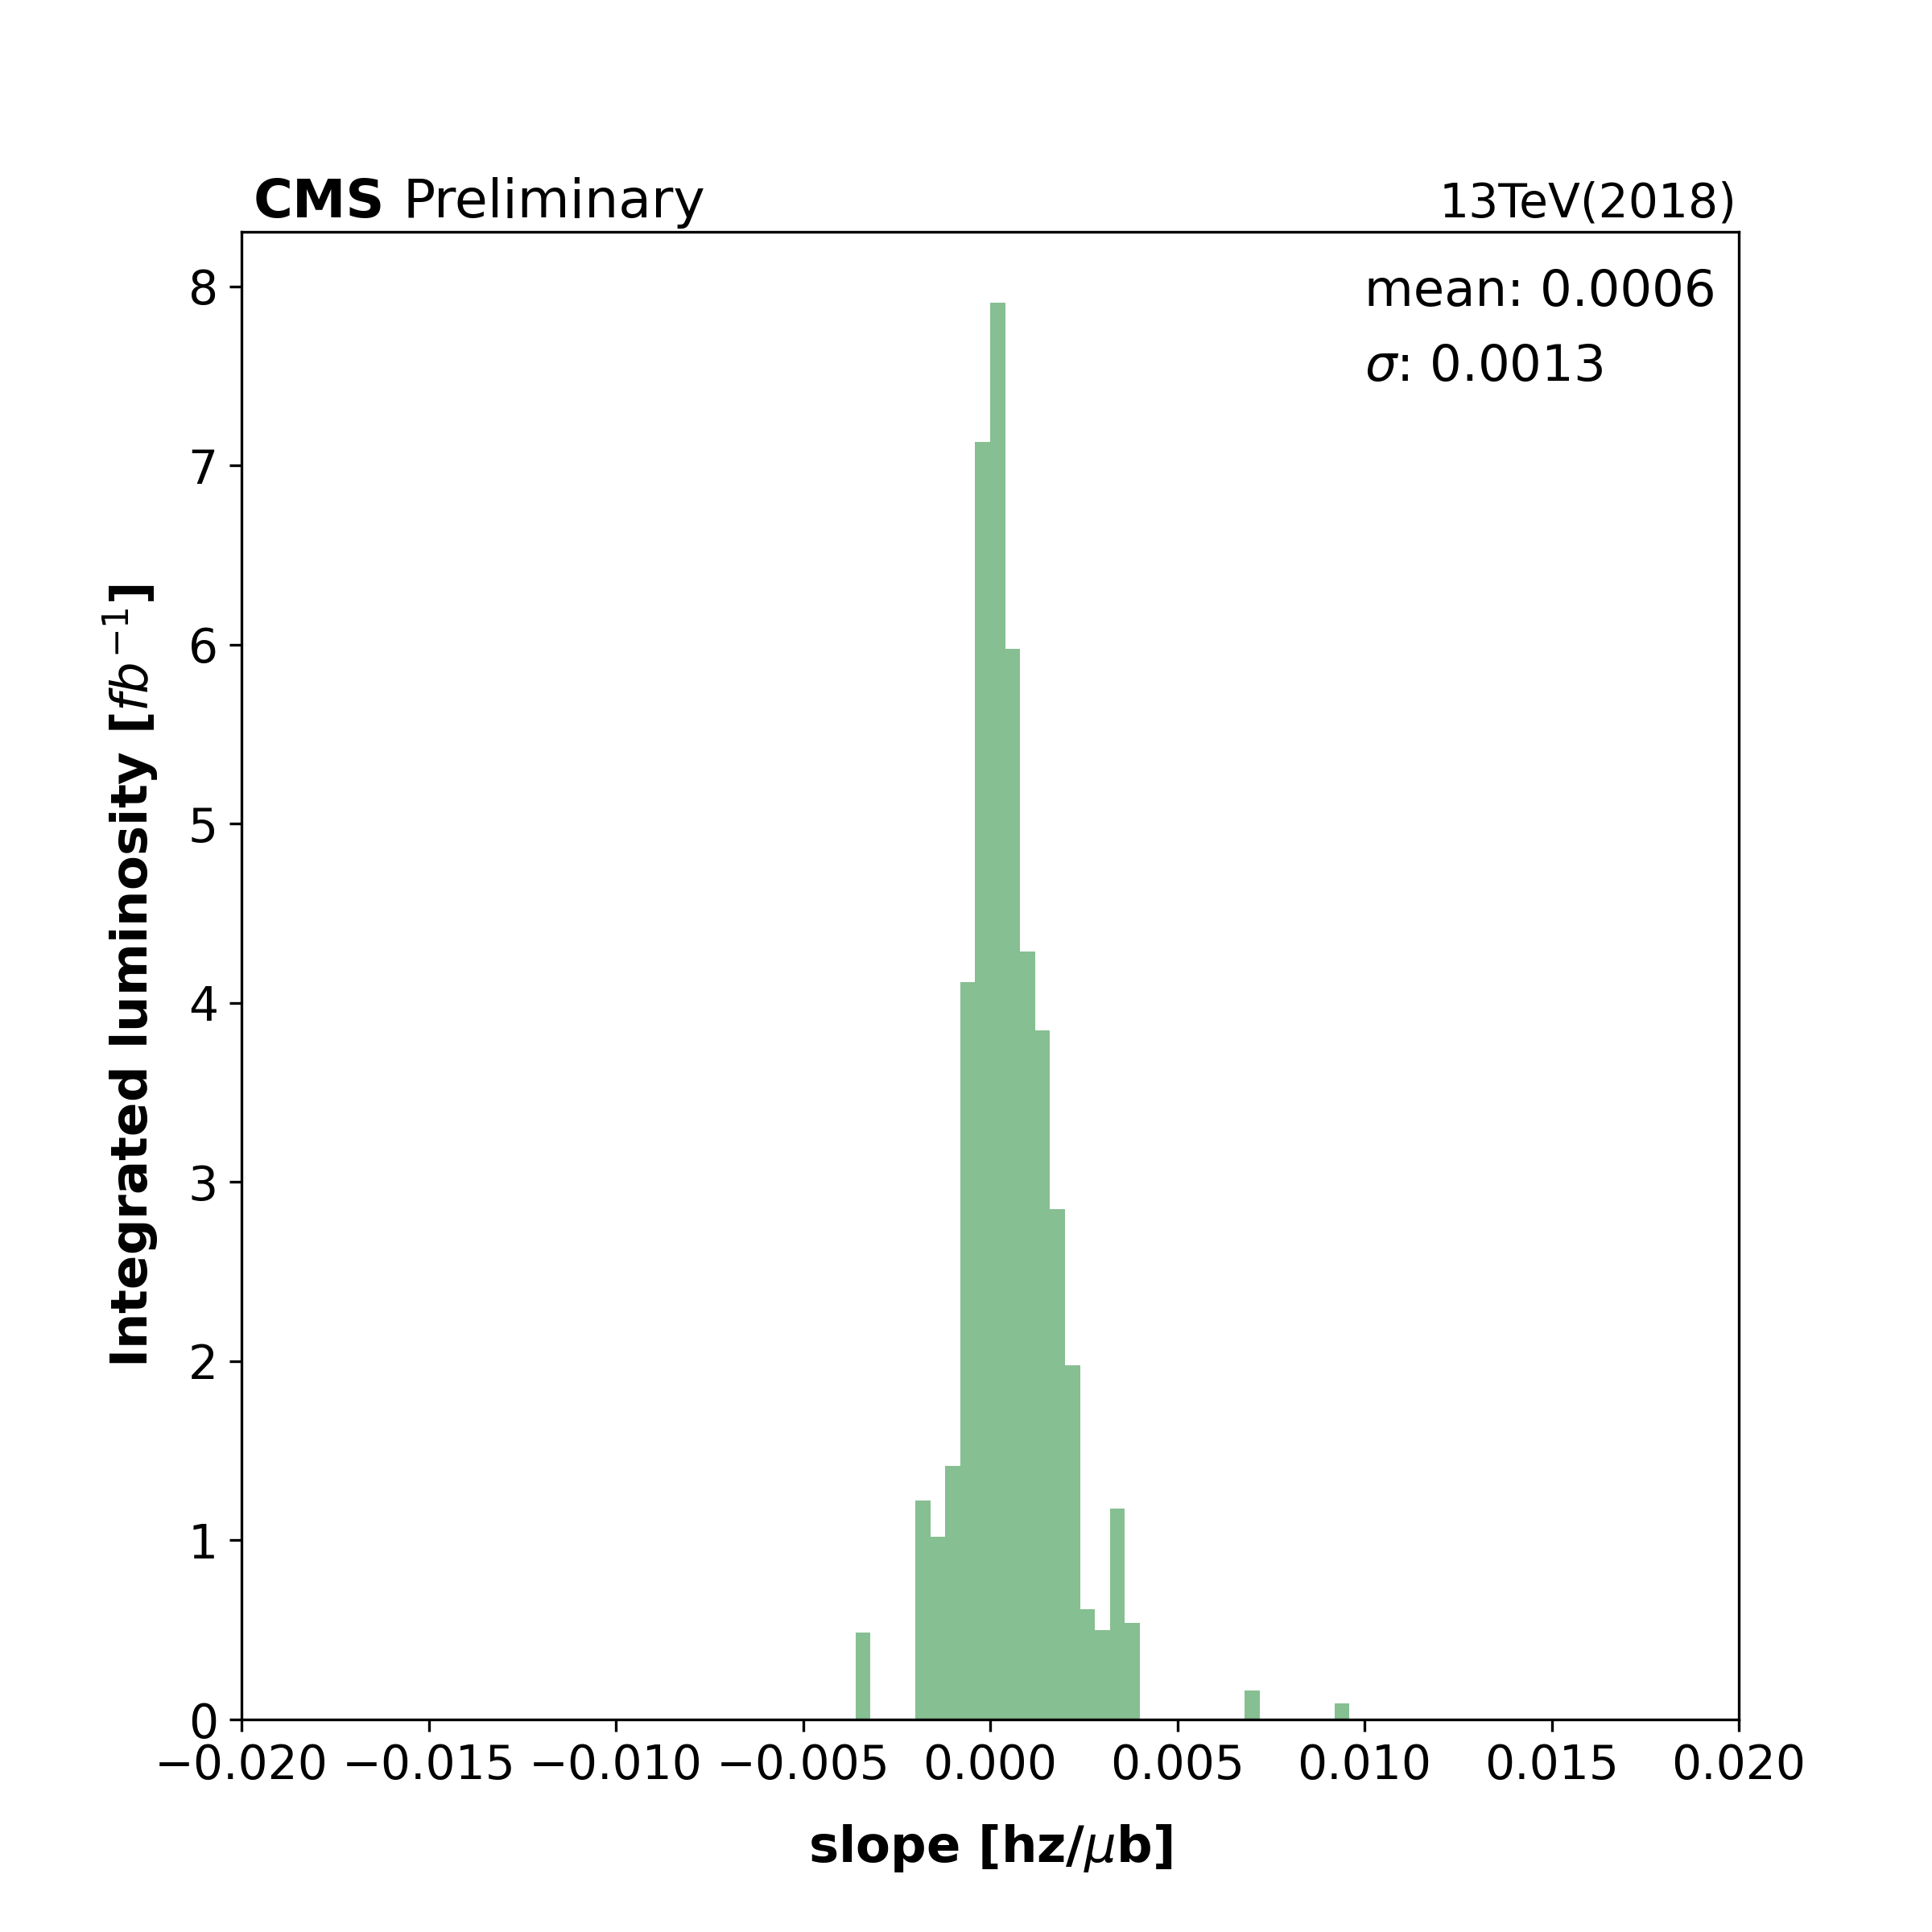 CMS Preliminary
13TeV(2018)
mean: 0.0006
σ: 0.0013
8
7
6
5
4
3
2
1
0
Integrated luminosity [fb⁻¹]
−0.020 −0.015 −0.010 −0.005 0.000 0.005 0.010 0.015 0.020
slope [hz/μb]